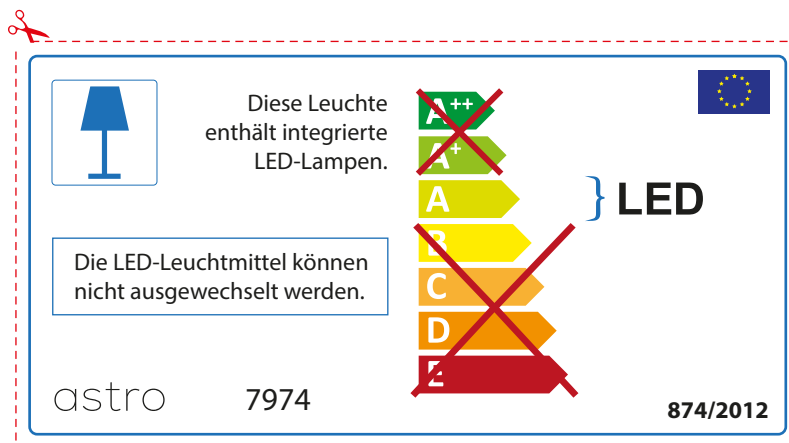 Diese Leuchte
enthält integrierte
LED-Lampen.
A++
A+
A
B
C
D
E
LED
Die LED-Leuchtmittel können
nicht ausgewechselt werden.
astro
7974
874/2012